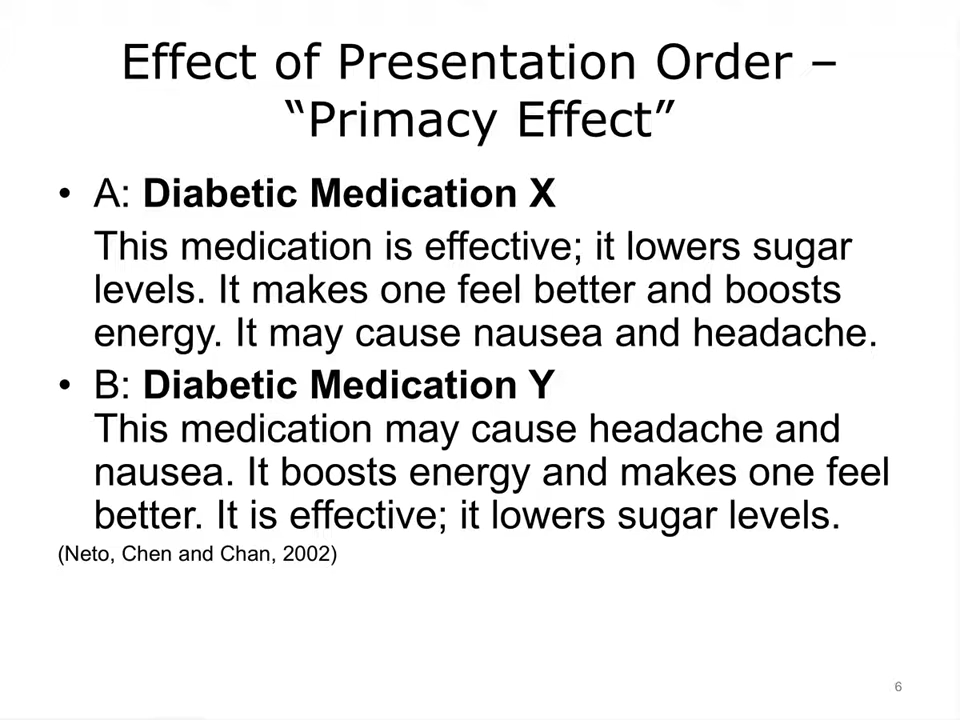 Effect of Presentation Order –
“Primacy Effect”
• A: Diabetic Medication X
This medication is effective; it lowers sugar
levels. It makes one feel better and boosts
energy. It may cause nausea and headache.
• B: Diabetic Medication Y
This medication may cause headache and
nausea. It boosts energy and makes one feel
better. It is effective; it lowers sugar levels.
(Neto, Chen and Chan, 2002)
6